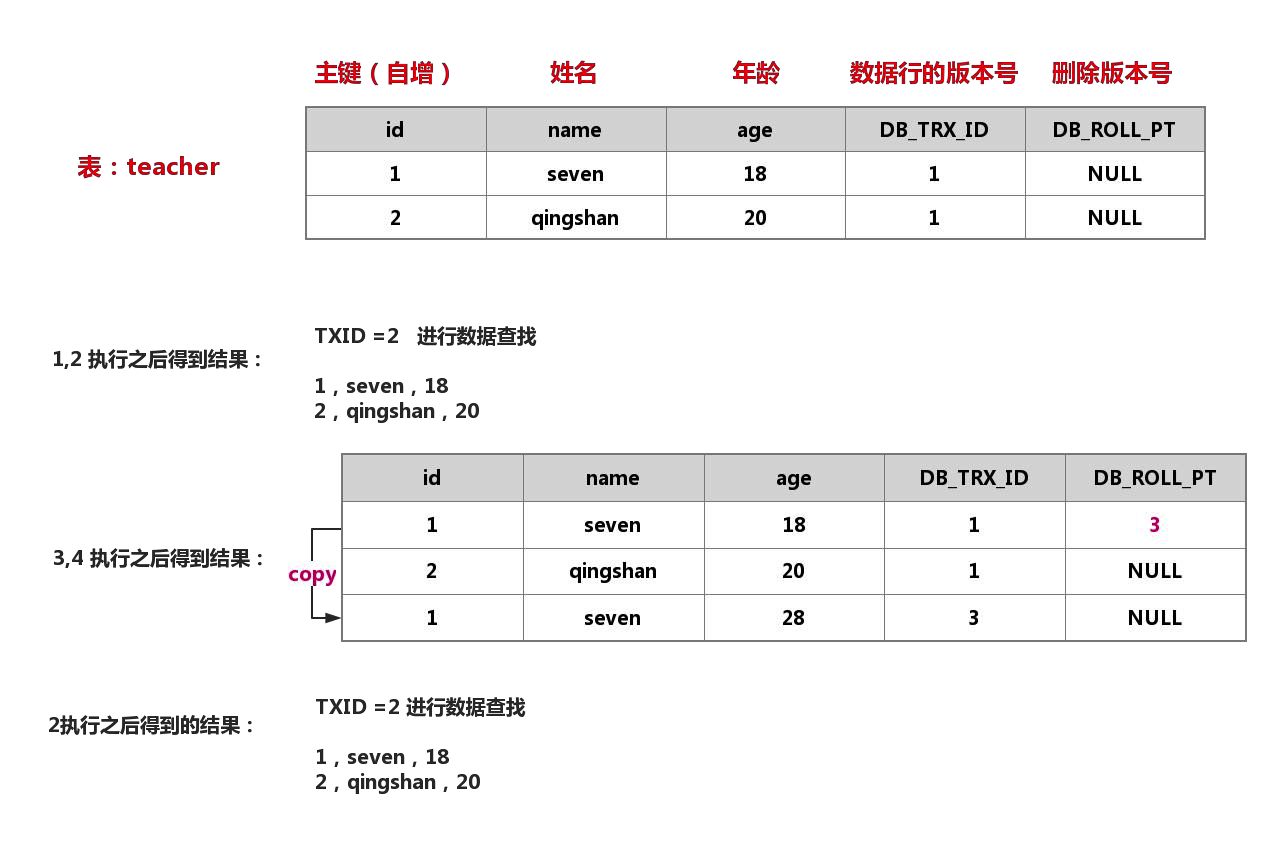 主键（自增） 姓名 年龄 数据行的版本号 删除版本号
id name age DB_TRX_ID DB_ROLL_PT
表：teacher
1 seven 18 1 NULL
2 qingshan 20 1 NULL
TXID =2 进行数据查找
1,2 执行之后得到结果：
1，seven，18
2，qingshan，20
id name age DB_TRX_ID DB_ROLL_PT
1 seven 18 1 3
3,4 执行之后得到结果：
copy
2 qingshan 20 1 NULL
1 seven 28 3 NULL
TXID =2 进行数据查找
2执行之后得到的结果：
1，seven，18
2，qingshan，20